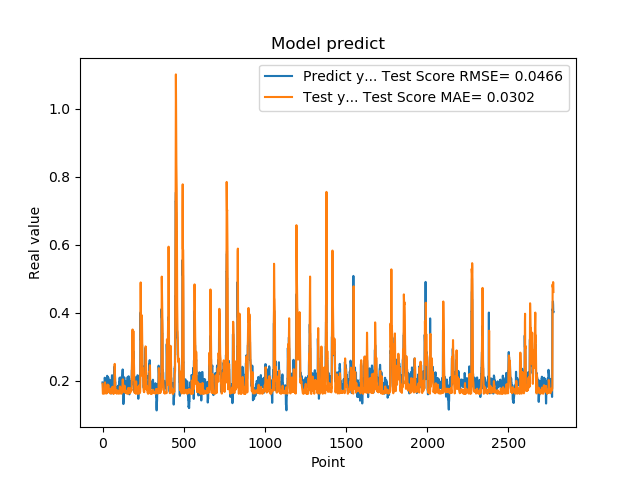 Model predict
Predict y... Test Score RMSE= 0.0466
Test y... Test Score MAE= 0.0302
1.0
0.8
0.6
0.4
0.2
Real value
0 500 1000 1500 2000 2500
Point